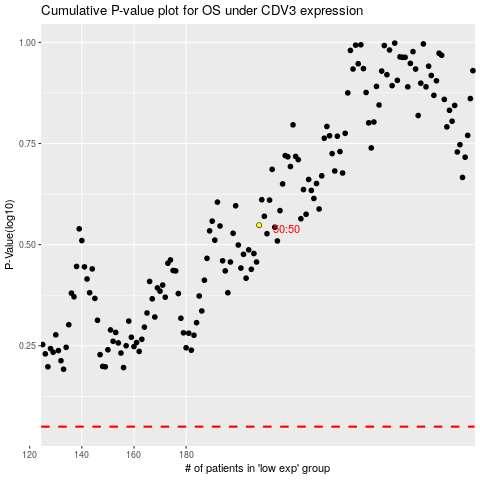 Cumulative P-value plot for OS under CDV3 expression
P-Value(log10)
1.00
0.75
0.50
0.25
50:50
120 140 160 180
# of patients in 'low exp' group